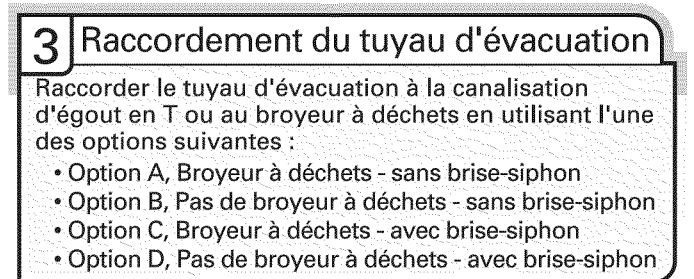 3 Raccordement du tuyau d'évacuation
Raccorder le tuyau d'évacuation à la canalisation
d'égout en T ou au broyeur à déchets en utilisant l'une
des options suivantes :
• Option A, Broyeur à déchets - sans brise-siphon
• Option B, Pas de broyeur à déchets - sans brise-siphon
• Option C, Broyeur à déchets - avec brise-siphon
• Option D, Pas de broyeur à déchets - avec brise-siphon